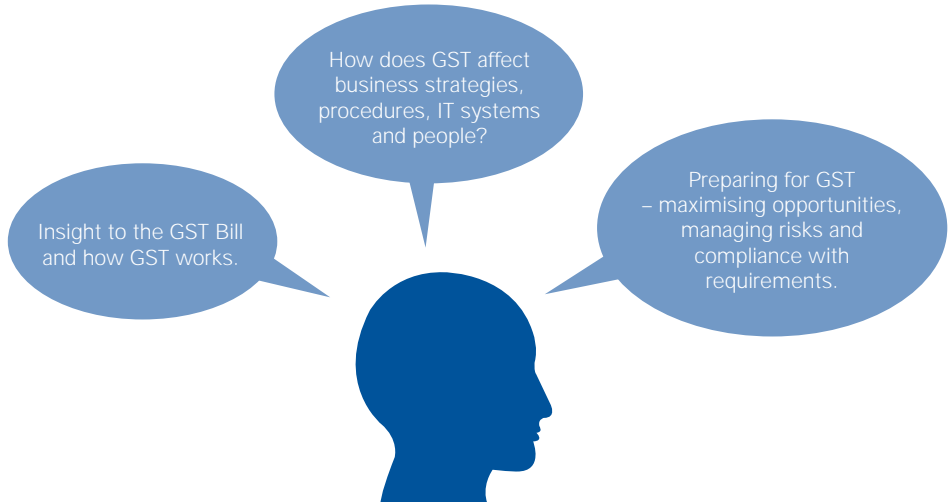 Insight to the GST Bill
and how GST works.
How does GST affect
business strategies,
procedures, IT systems
and people?
Preparing for GST
– maximising opportunities,
managing risks and
compliance with
requirements.